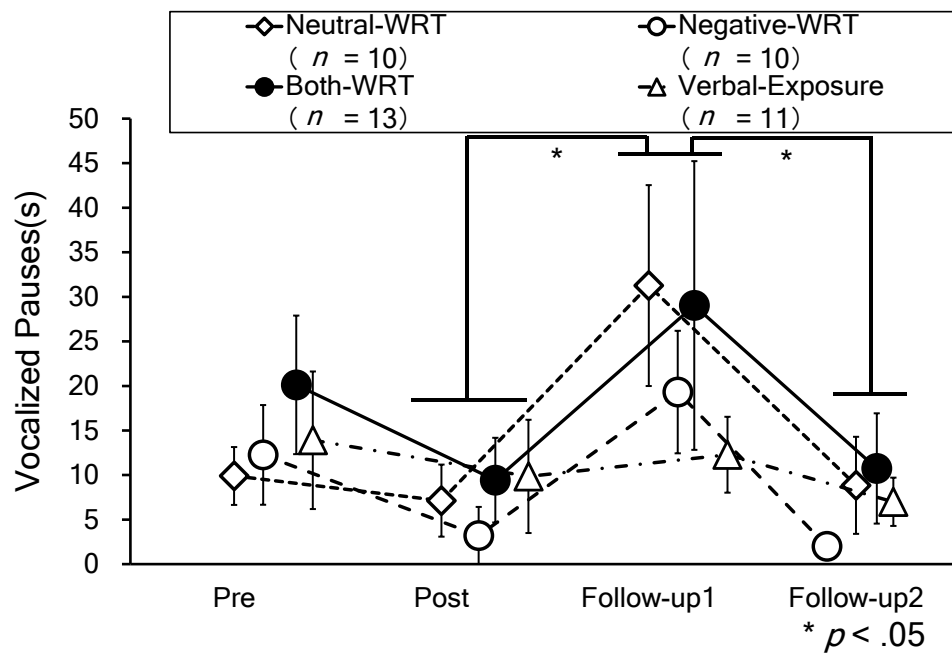 Neutral-WRT Negative-WRT
( n = 10) ( n = 10)
Both-WRT Verbal-Exposure
( n = 13) ( n = 11)
50
45
40
35
30
25
20
15
10
5
0
Vocalized Pauses(s)
* *
Pre Post Follow-up1 Follow-up2
* p < .05